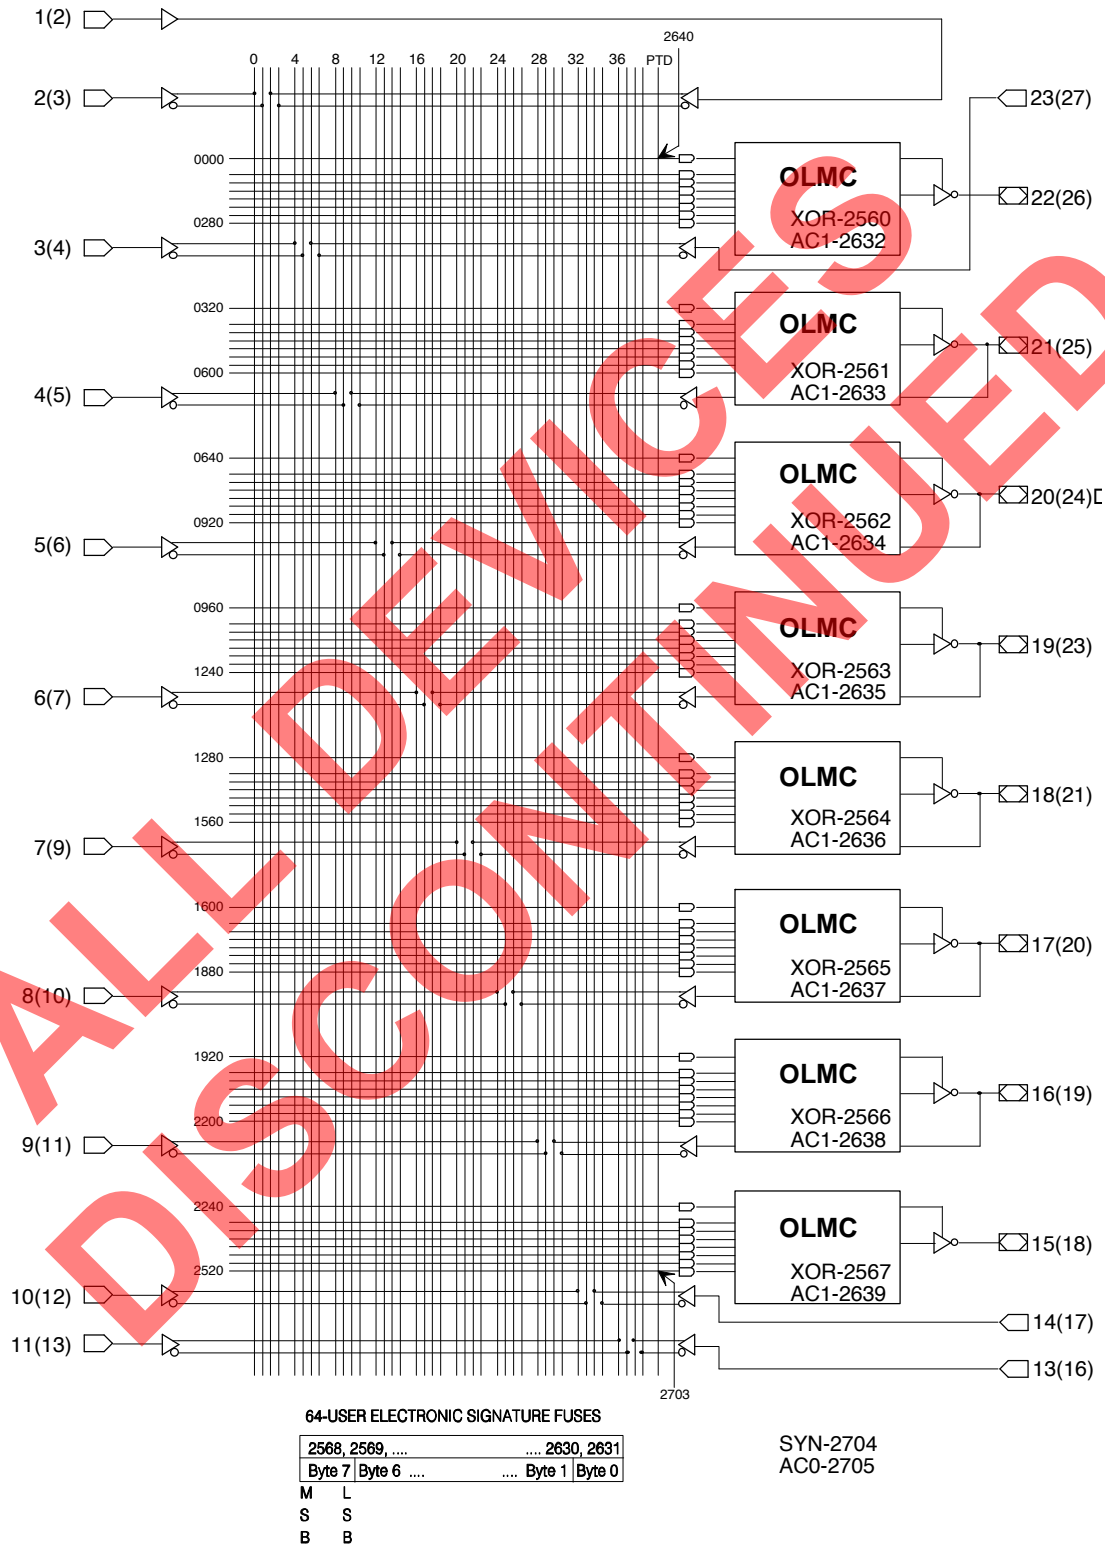 1(2)
2640
0 4 8 12 16 20 24 28 32 36 PTD
2(3)
23(27)
0000
OLMC
22(26)
XOR-2560
0280
AC1-2632
3(4)
0320
OLMC
21(25)
XOR-2561
0600
AC1-2633
4(5)
0640
OLMC
20(24)
XOR-2562
0920
AC1-2634
5(6)
0960
OLMC
19(23)
XOR-2563
1240
AC1-2635
6(7)
1280
OLMC
18(21)
XOR-2564
1560
AC1-2636
7(9)
1600
OLMC
17(20)
XOR-2565
1880
AC1-2637
8(10)
1920
OLMC
16(19)
XOR-2566
2200
AC1-2638
9(11)
2240
OLMC
15(18)
XOR-2567
2520
AC1-2639
10(12)
14(17)
11(13)
13(16)
2703
64-USER ELECTRONIC SIGNATURE FUSES
2568, 2569, .... .... 2630, 2631
Byte 7 Byte 6 .... .... Byte 1 Byte 0
M L
S S
B B
SYN-2704
AC0-2705
ALL DEVICES
DISCONTINUED